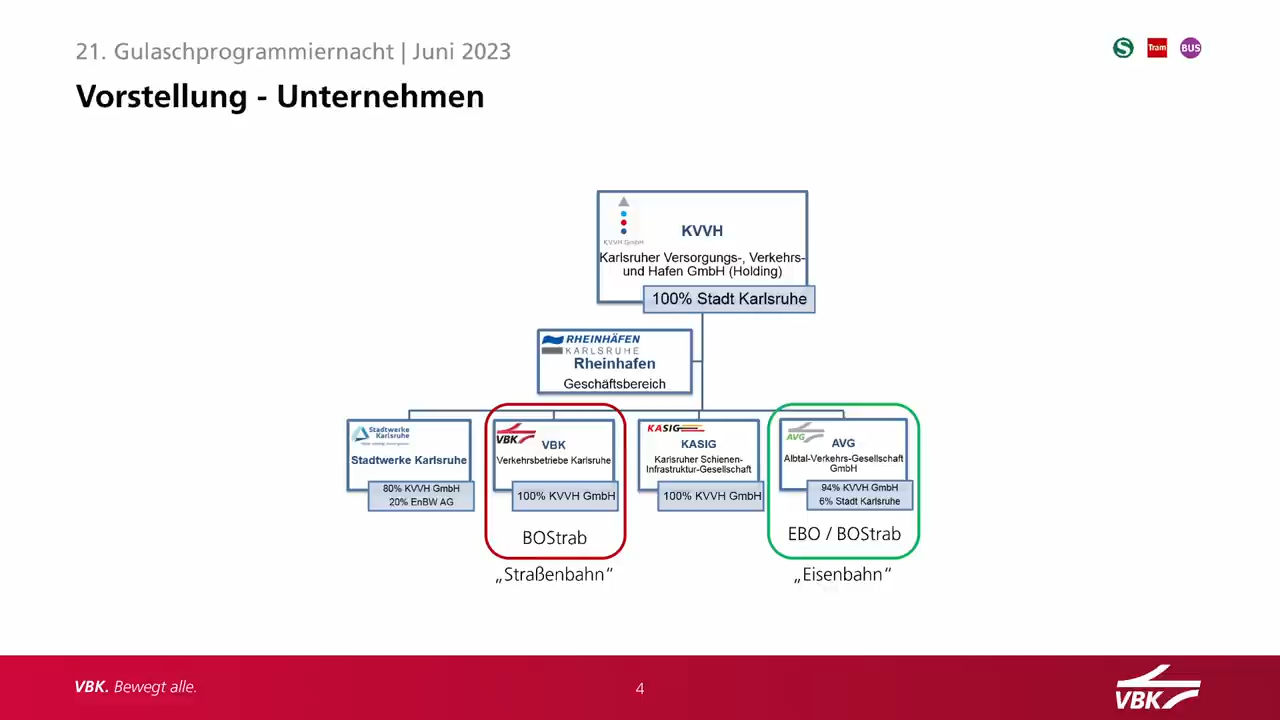 21. Gulaschprogrammiernacht | Juni 2023
S
Tram
BUS
Vorstellung - Unternehmen
KVVH GmbH
KVVH
Karlsruher Versorgungs-, Verkehrs-
und Hafen GmbH (Holding)
100% Stadt Karlsruhe
RHEINHÄFEN
KARLSRUHE
Rheinhafen
Geschäftsbereich
Stadtwerke
Karlsruhe
Stadtwerke Karlsruhe
80% KVVH GmbH
20% EnBW AG
VBK
VBK
Verkehrsbetriebe Karlsruhe
100% KVVH GmbH
BOStrab
„Straßenbahn“
KASIG
KASIG
Karlsruher Schienen-
Infrastruktur-Gesellschaft
100% KVVH GmbH
AVG
AVG
Albtal-Verkehrs-Gesellschaft
GmbH
94% KVVH GmbH
6% Stadt Karlsruhe
EBO / BOStrab
„Eisenbahn“
VBK. Bewegt alle.
4
VBK